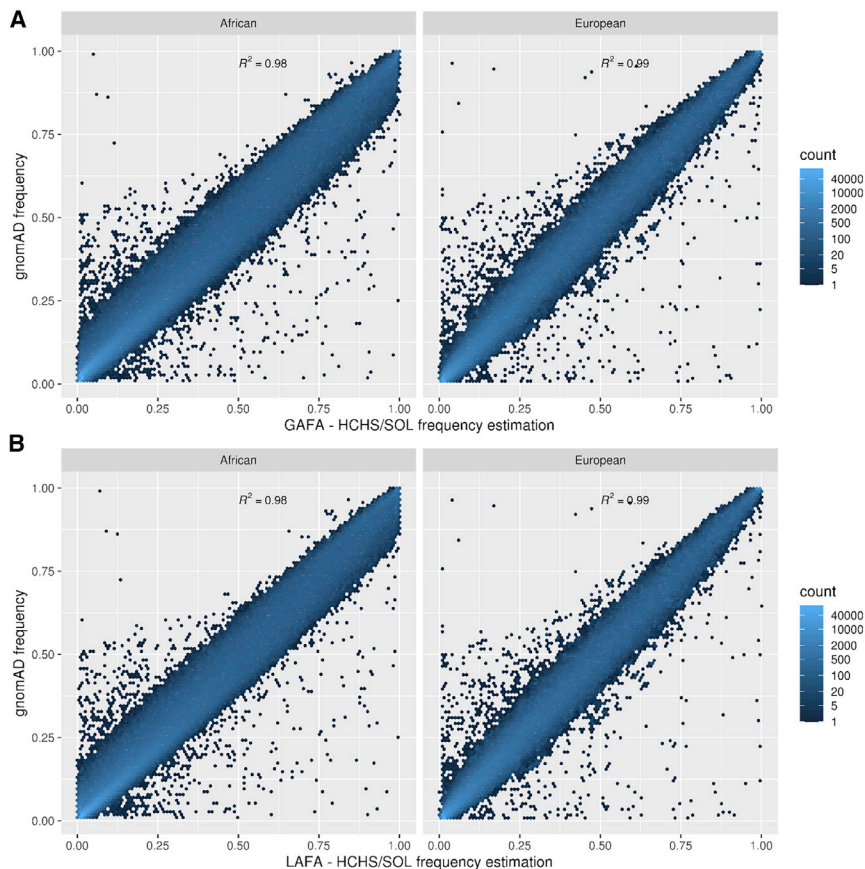 A
African
European
R² = 0.98
R² = 0.99
1.00
0.75
0.50
0.25
0.00
gnomAD frequency
0.00 0.25 0.50 0.75 1.00
0.00 0.25 0.50 0.75 1.00
GAFA - HCHS/SOL frequency estimation
count
40000
10000
2000
500
100
20
5
1
B
African
European
R² = 0.98
R² = 0.99
1.00
0.75
0.50
0.25
0.00
gnomAD frequency
0.00 0.25 0.50 0.75 1.00
0.00 0.25 0.50 0.75 1.00
LAFA - HCHS/SOL frequency estimation
count
40000
10000
2000
500
100
20
5
1